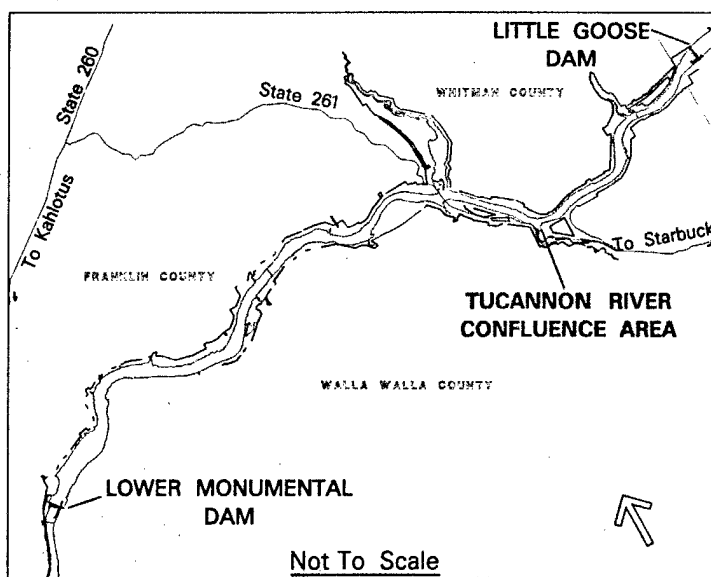 LITTLE GOOSE
DAM
State 260
State 261
WHITMAN COUNTY
To Kahlotus
To Starbuck
FRANKLIN COUNTY
TUCANNON RIVER
CONFLUENCE AREA
WALLA WALLA COUNTY
LOWER MONUMENTAL
DAM
Not To Scale